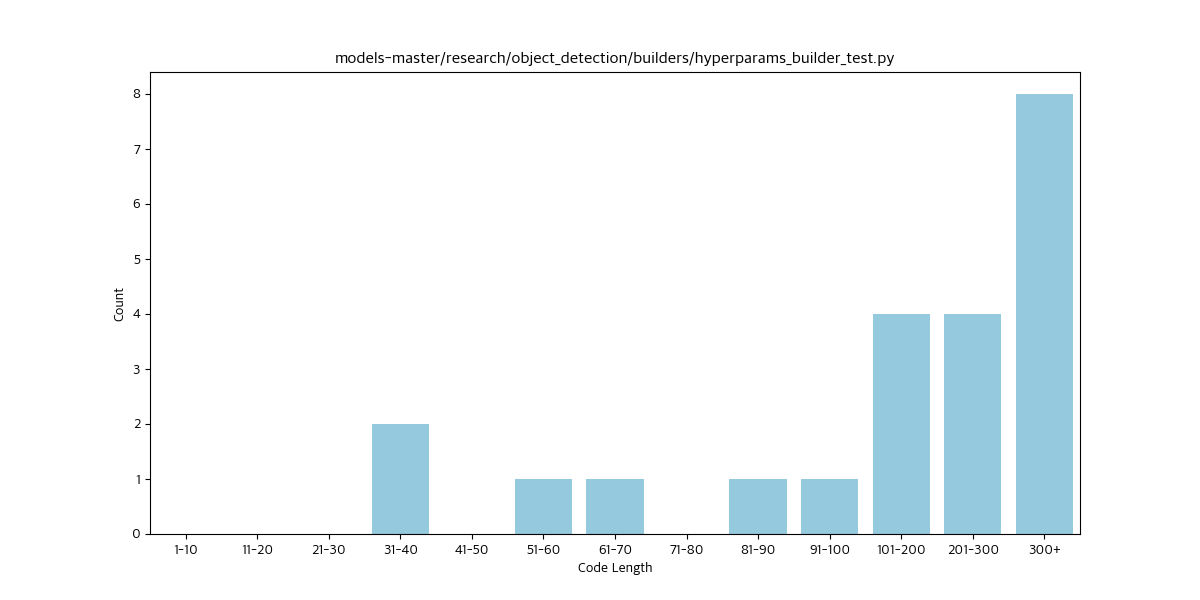 models-master/research/object_detection/builders/hyperparams_builder_test.py
8
7
6
5
4
3
2
1
0
Count
1-10 11-20 21-30 31-40 41-50 51-60 61-70 71-80 81-90 91-100 101-200 201-300 300+
Code Length